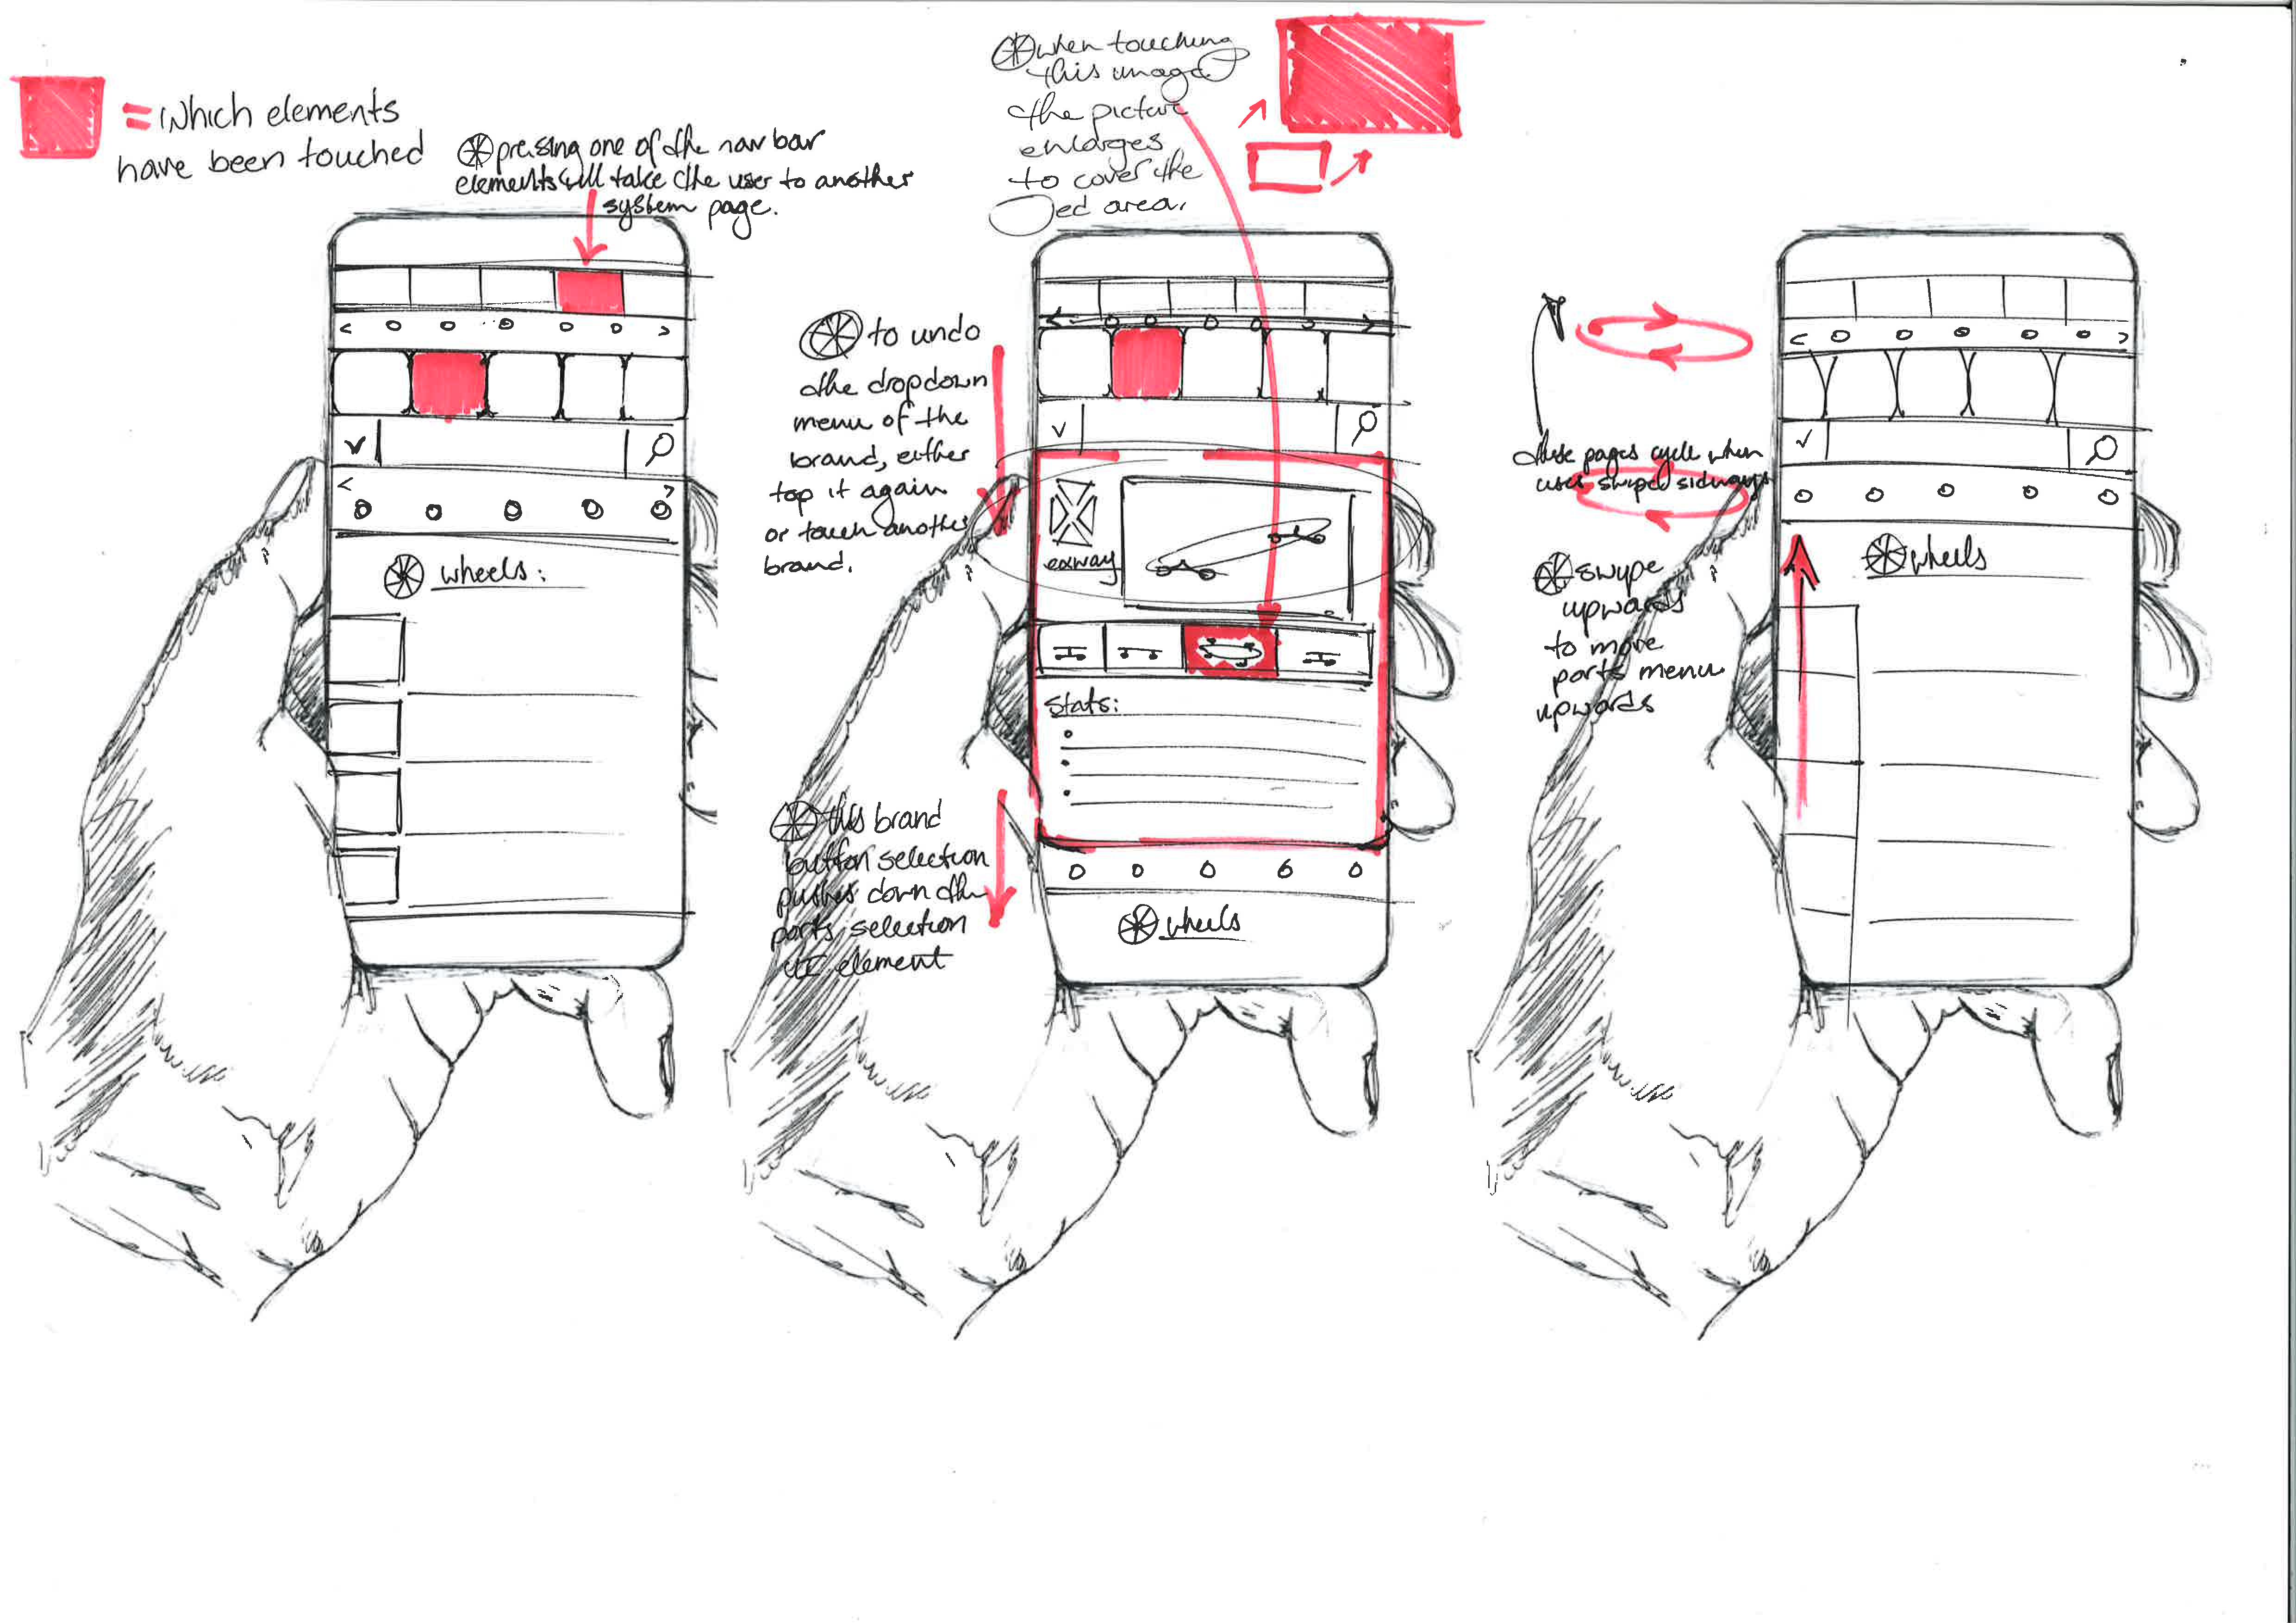 = Which elements
have been touched
pressing one of the nav bar
elements will take the user to another
system page.
wheels:
when touching
this image
the picture
enlarges
to cover the
red area.
to undo
the dropdown
menu of the
brand, either
tap it again
or touch another
brand.
exway
Stats:
this brand
button selection
pushes down the
parts selection
UI element
wheels
these pages cycle when
user swiped sideways
swipe
upwards
to move
parts menu
upwards
wheels